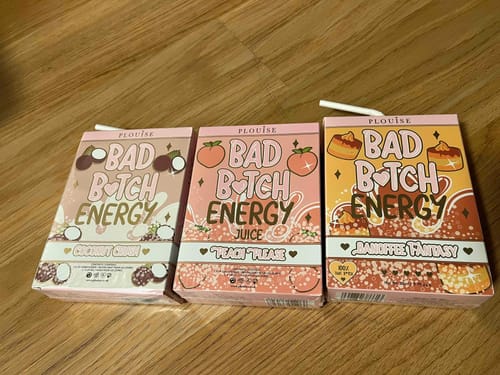 PLOUISE
BAD
B♥TCH
ENERGY
COCONUT CRUSH
PLOUISE
BAD
B♥TCH
ENERGY
JUICE
PEACH PLEASE
PLOUISE
BAD
B♥TCH
ENERGY
BANOFFEE FANTASY
100%